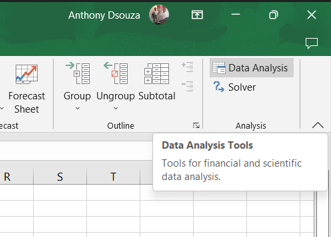 Anthony Dsouza
Forecast Sheet
Group
Ungroup
Subtotal
Data Analysis
Solver
ecast
Outline
Analysis
Data Analysis Tools
Tools for financial and scientific
data analysis.
R S T